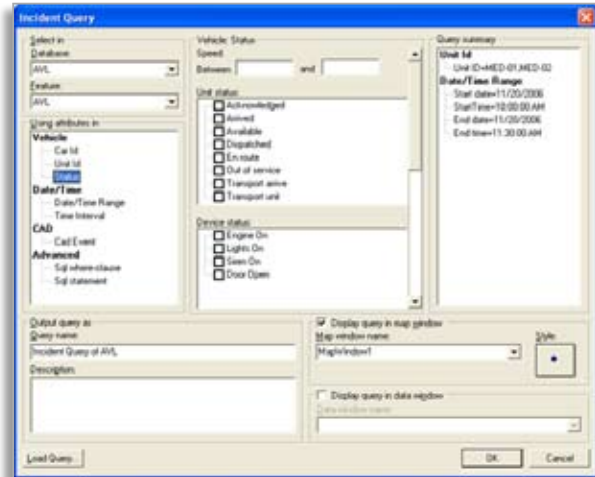 Incident Query
Select in
Database:
AVL
Feature:
AVL
Using attributes in
Vehicle
Car Id
Unit Id
Status
Date/Time
Date/Time Range
Time Interval
CAD
Cad Event
Advanced
Sql where-clause
Sql statement
Vehicle: Status
Speed:
Between and
Unit status:
Acknowledged
Arrived
Available
Dispatched
En route
Out of service
Transport arrive
Transport unit
Device status:
Engine On
Lights On
Siren On
Door Open
Query summary
Unit Id
Unit ID=MED-01,MED-02
Date/Time Range
Start date=11/20/2006
StartTime=10:00:00 AM
End date=11/20/2006
End time=11:30:00 AM
Output query as
Query name:
Incident Query of AVL
Description:
Display query in map window
Map window name:
MapWindow1
Style:
Display query in data window
Data window name:
Load Query...
OK
Cancel